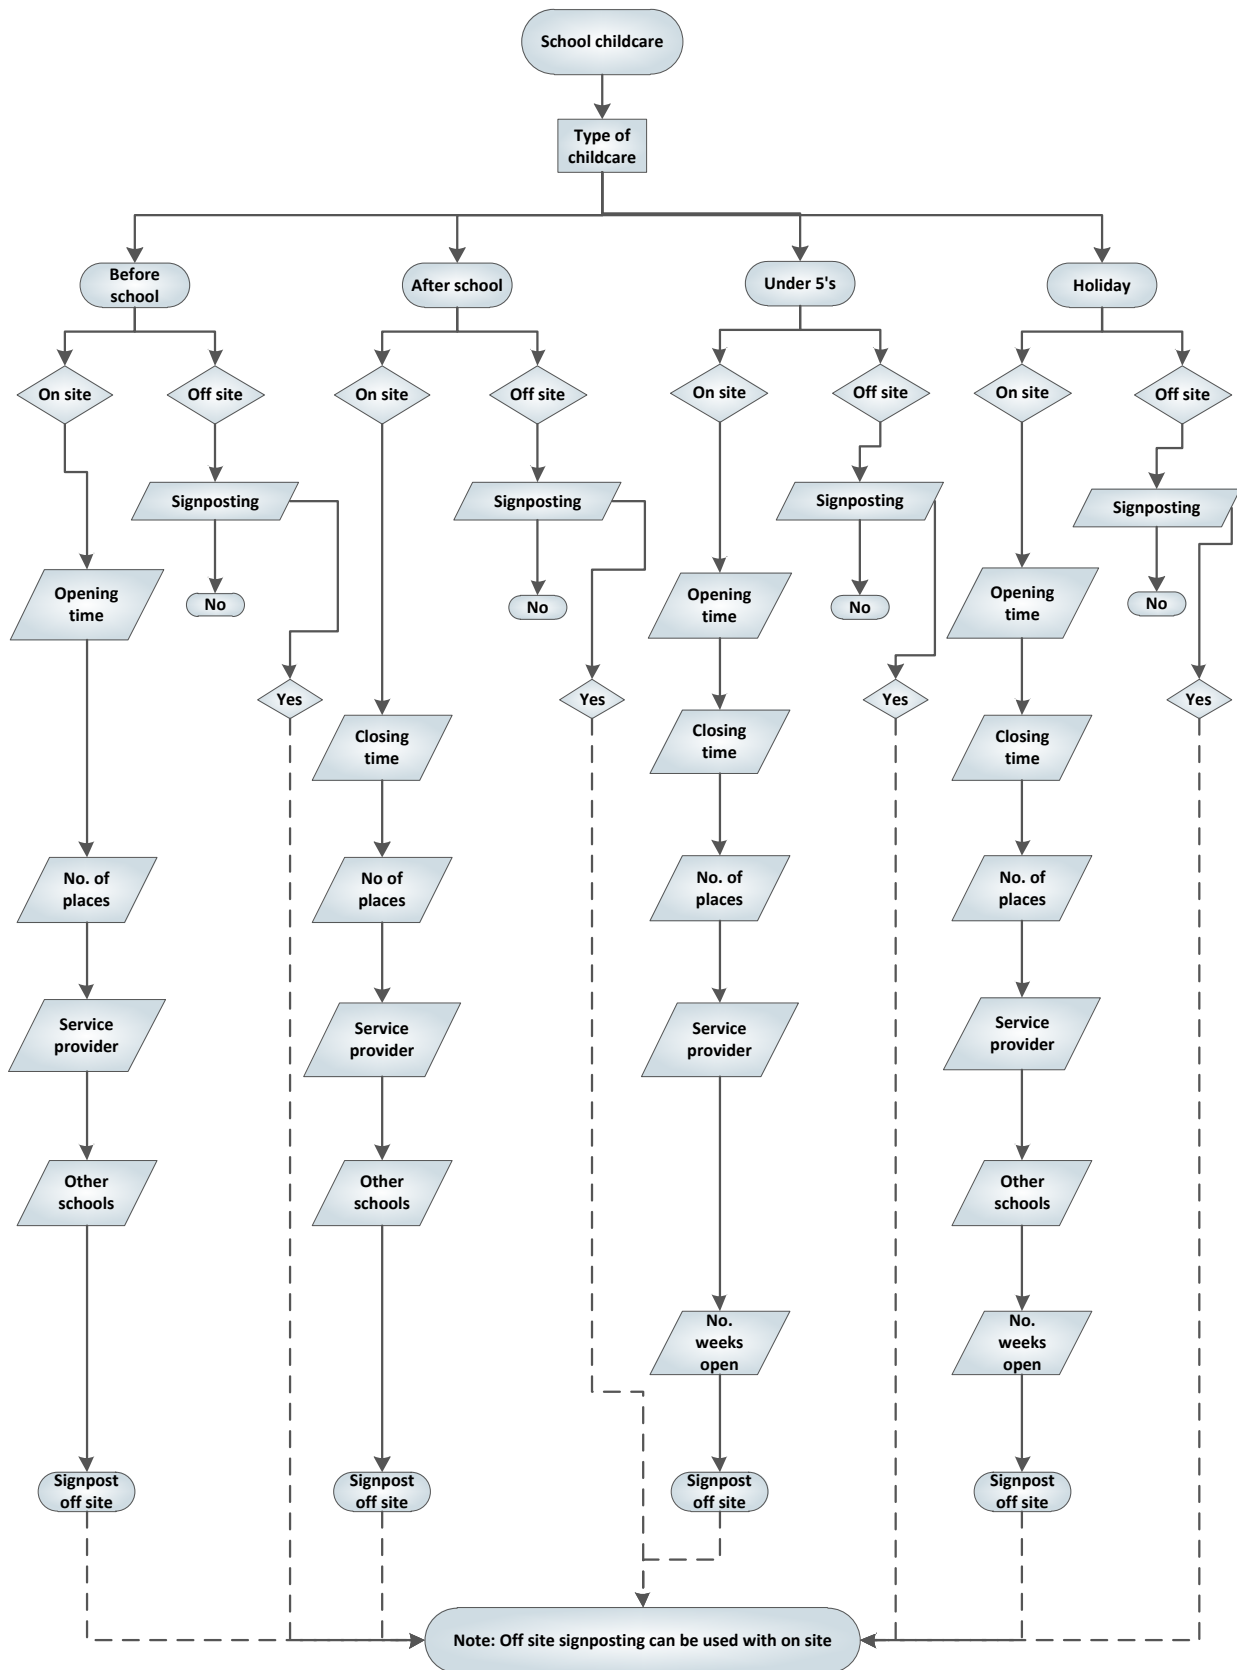 School childcare
Type of
childcare
Before
school
After school
Under 5's
Holiday
On site
Off site
On site
Off site
On site
Off site
On site
Off site
Signposting
Signposting
Signposting
Signposting
Opening
time
No
No
Opening
time
No
Opening
time
No
Yes
Yes
Yes
Yes
Closing
time
Closing
time
Closing
time
No. of
places
No of
places
No. of
places
No. of
places
Service
provider
Service
provider
Service
provider
Service
provider
Other
schools
Other
schools
Other
schools
No.
weeks
open
No.
weeks
open
Signpost
off site
Signpost
off site
Signpost
off site
Signpost
off site
Note: Off site signposting can be used with on site